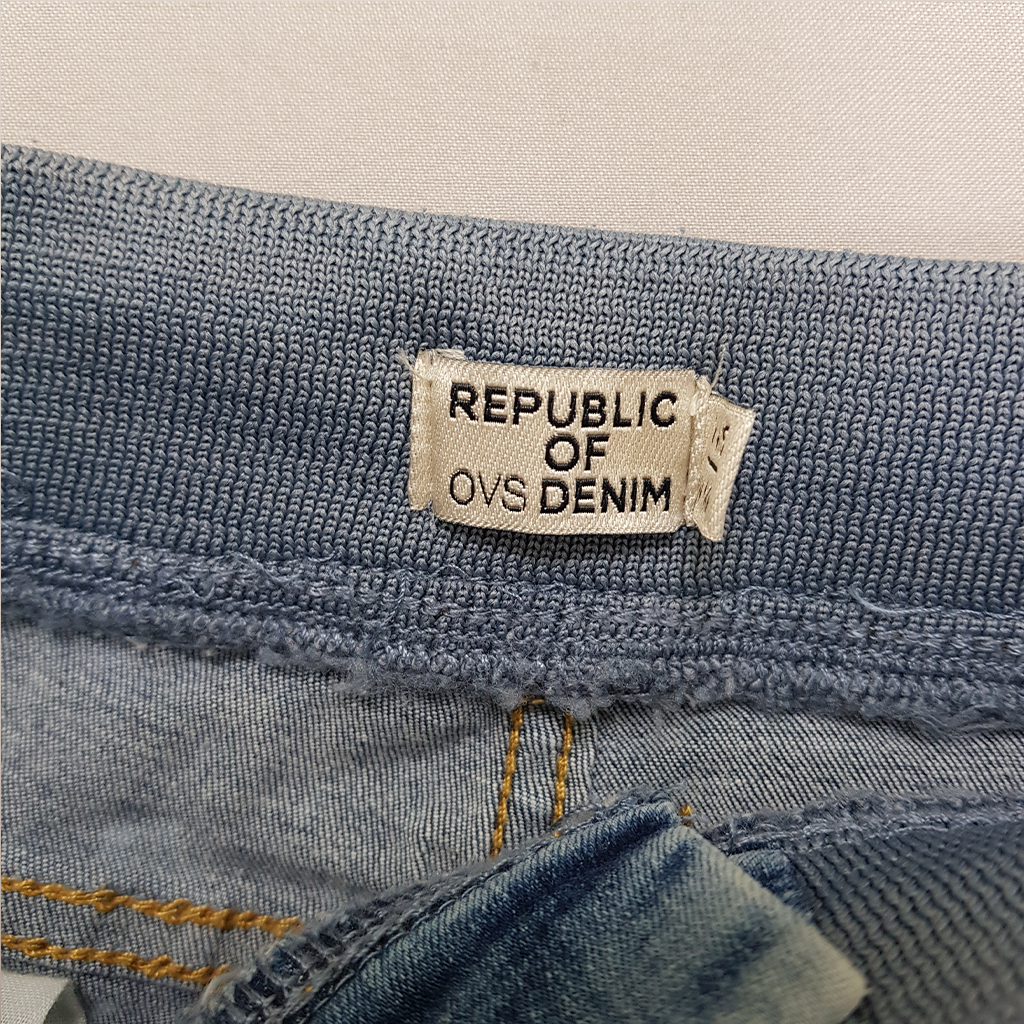 REPUBLIC
OF
OVS DENIM